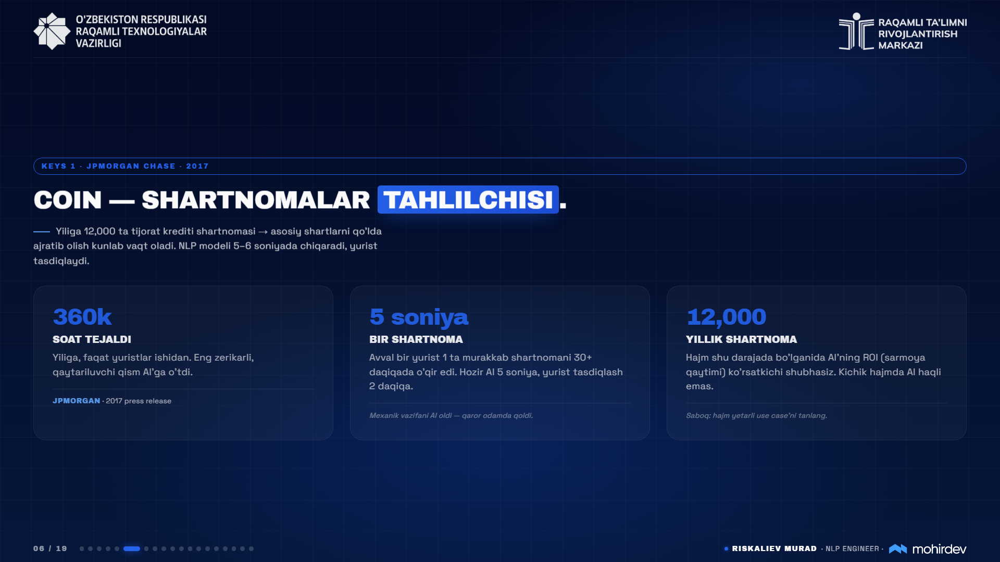 O'ZBEKISTON RESPUBLIKASI
RAQAMLI TEXNOLOGIYALAR
VAZIRLIGI
RAQAMLI TA'LIMNI
RIVOJLANTIRISH
MARKAZI
KEYS 1 · JPMORGAN CHASE · 2017
COIN — SHARTNOMALAR TAHLILCHISI.
Yiliga 12,000 ta tijorat krediti shartnomasi → asosiy shartlarni qo'lda
ajratib olish kunlab vaqt oladi. NLP modeli 5–6 soniyada chiqaradi, yurist
tasdiqlaydi.
360k
SOAT TEJALDI
Yiliga, faqat yuristlar ishidan. Eng zerikarli,
qaytariluvchi qism AI'ga o'tdi.
JPMORGAN · 2017 press release
5 soniya
BIR SHARTNOMA
Avval bir yurist 1 ta murakkab shartnomani 30+
daqiqada o'qir edi. Hozir AI 5 soniya, yurist tasdiqlash
2 daqiqa.
Mexanik vazifani AI oldi — qaror odamda qoldi.
12,000
YILLIK SHARTNOMA
Hajm shu darajada bo'lganida AI'ning ROI (sarmoya
qaytimi) ko'rsatkichi shubhasiz. Kichik hajmda AI haqli
emas.
Saboq: hajm yetarli use case'ni tanlang.
06 / 19
RISKALIEV MURAD · NLP ENGINEER ·
mohirdev